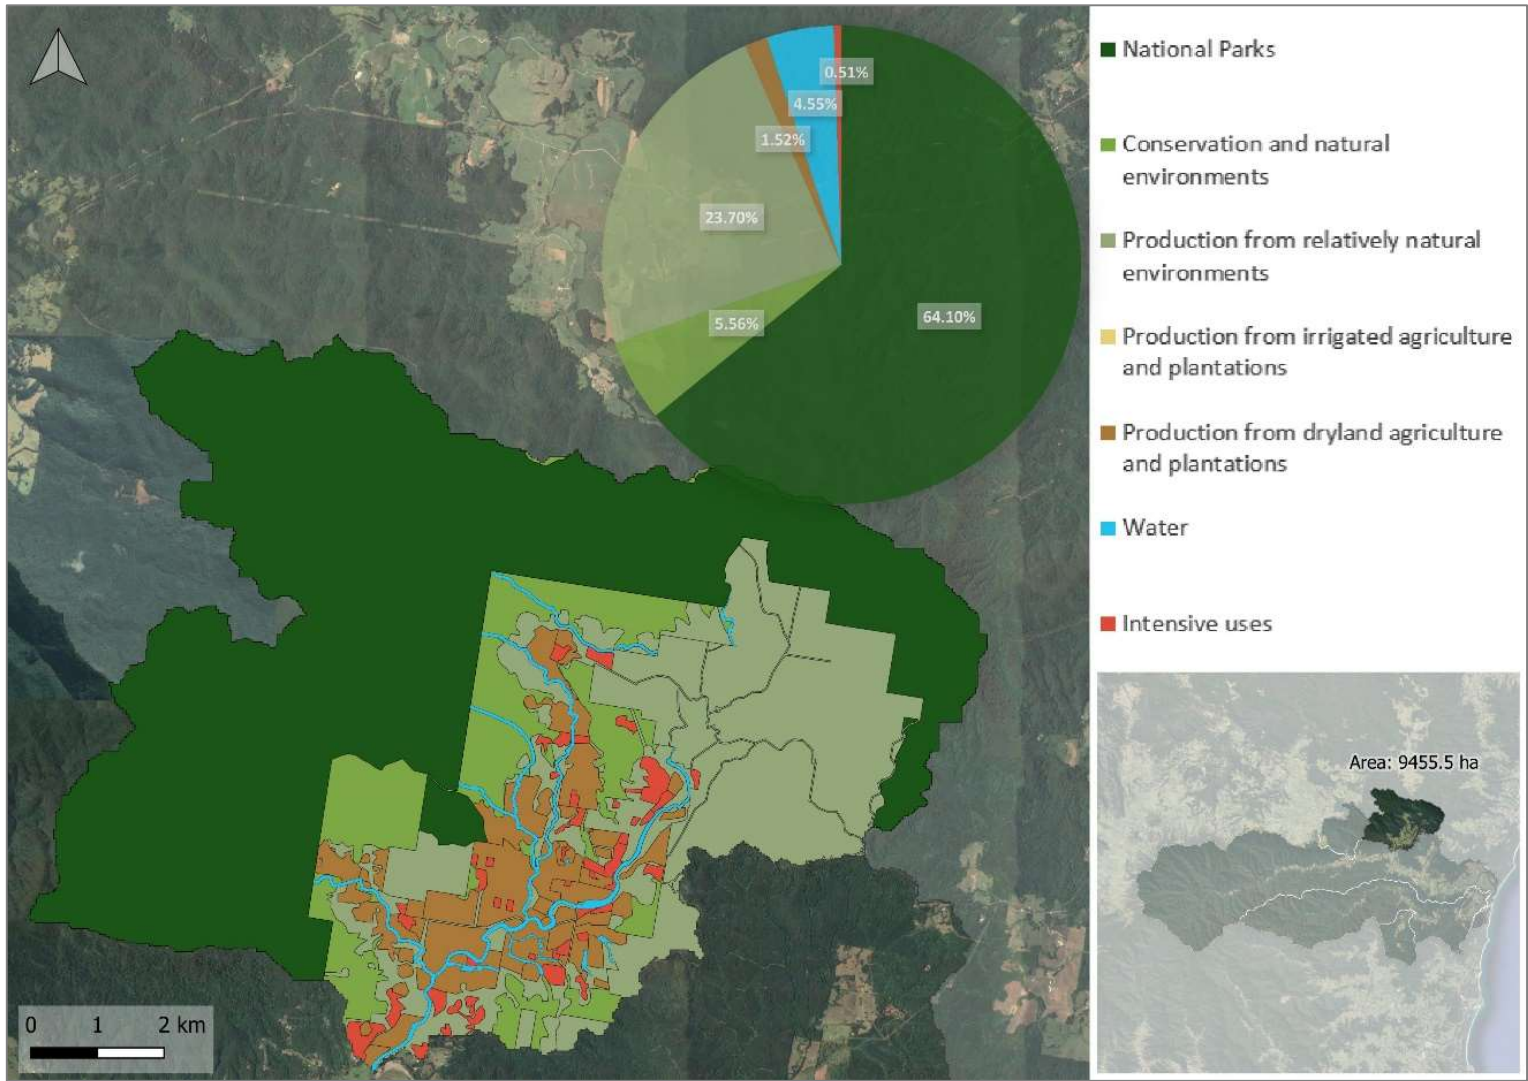 0.51%
4.55%
1.52%
23.70%
5.56%
64.10%
National Parks
Conservation and natural
environments
Production from relatively natural
environments
Production from irrigated agriculture
and plantations
Production from dryland agriculture
and plantations
Water
Intensive uses
Area: 9455.5 ha
0 1 2 km